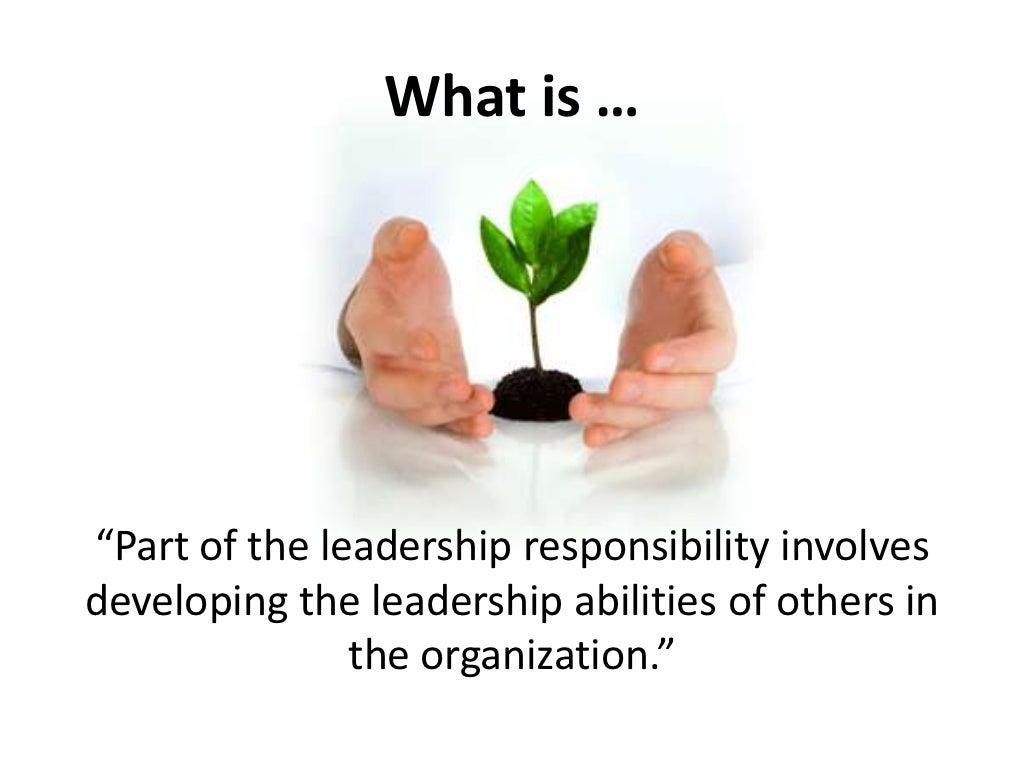 What is …
“Part of the leadership responsibility involves
developing the leadership abilities of others in
the organization.”